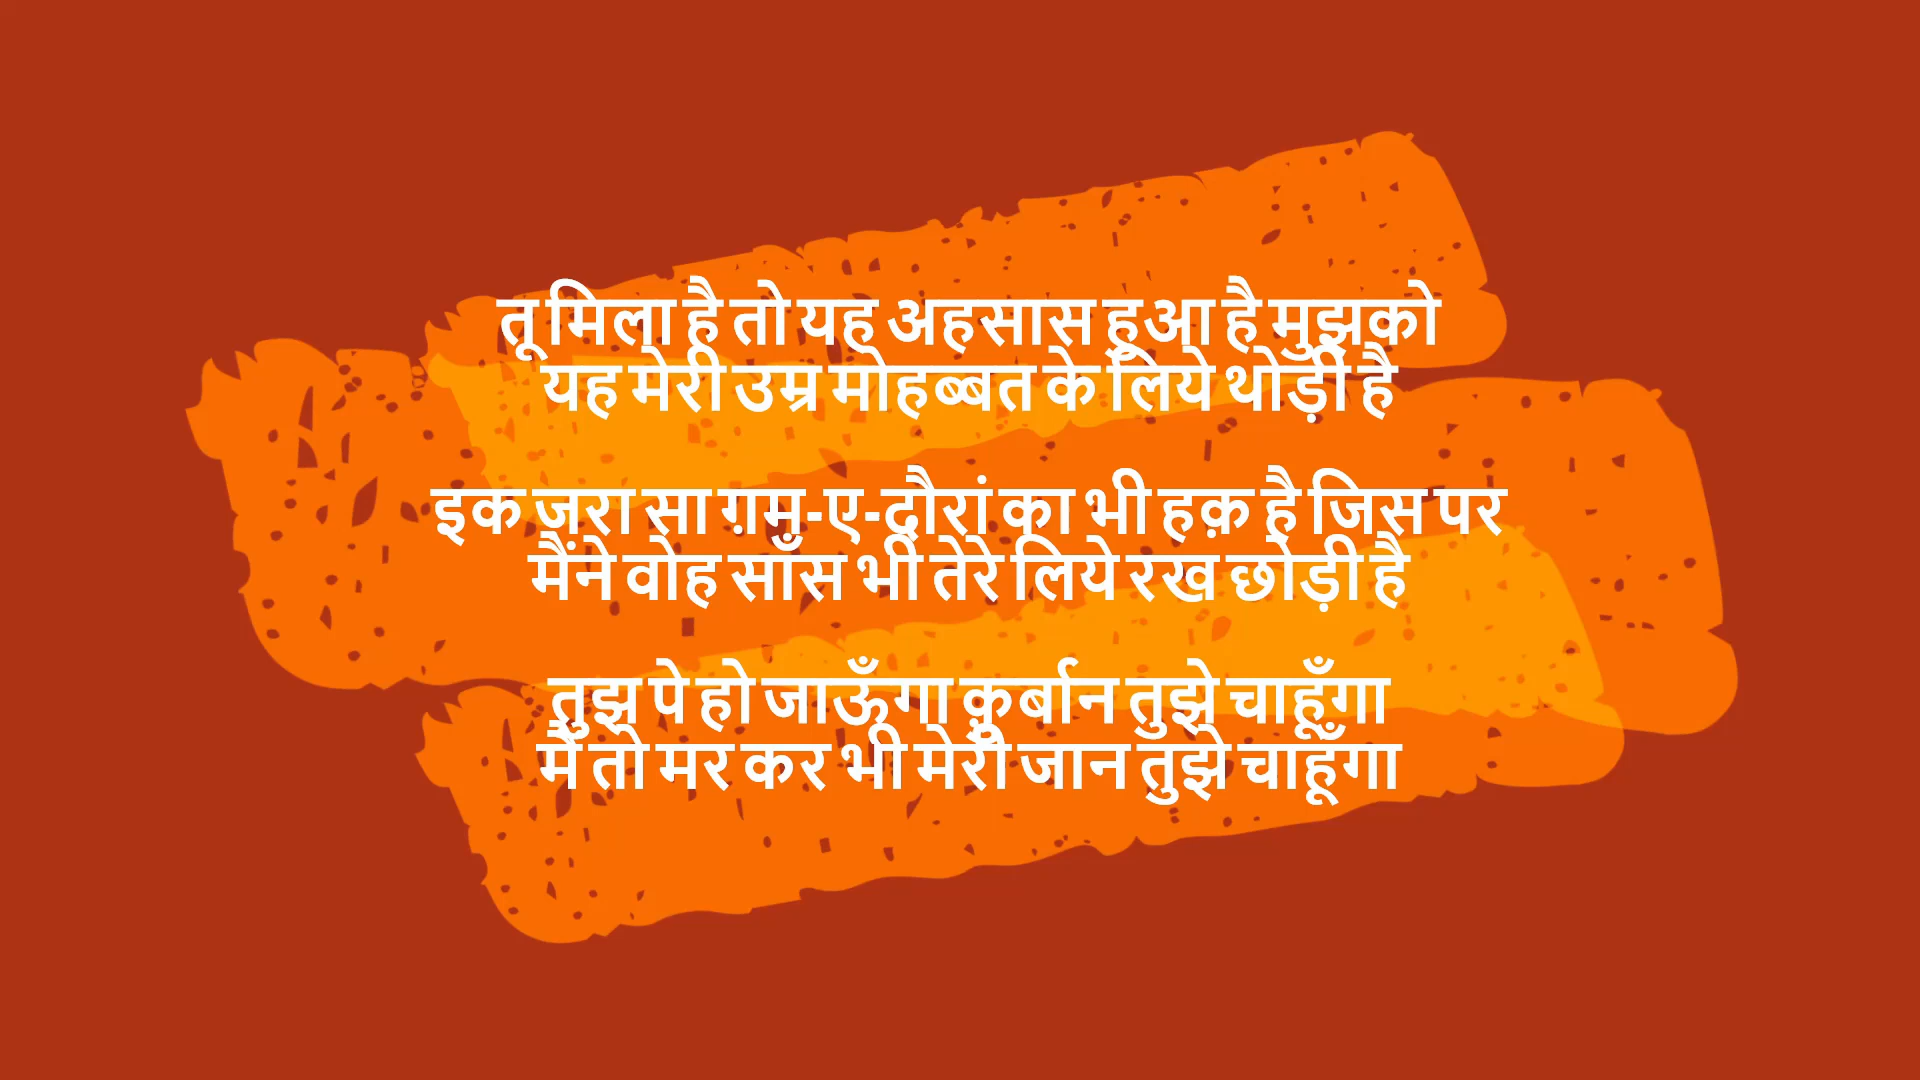 तू मिला है तो यह अहसास हुआ है मुझको
यह मेरी उम्र मोहब्बत के लिये थोड़ी है
इक ज़रा सा ग़म-ए-दौरां का भी हक़ है जिस पर
मैंने वोह साँस भी तेरे लिये रख छोड़ी है
तुझ पे हो जाऊँगा क़ुर्बान तुझे चाहूँगा
मैं तो मर कर भी मेरी जान तुझे चाहूँगा